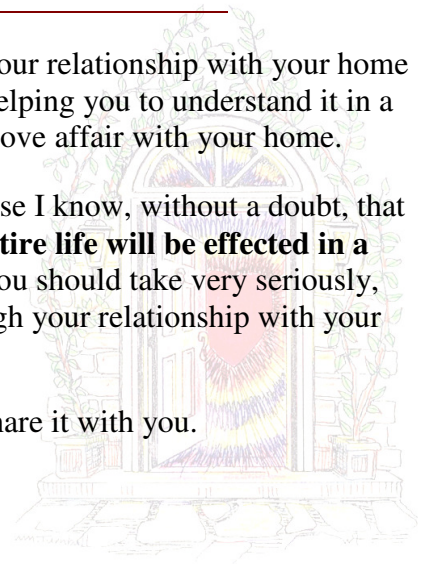 our relationship with your home
elping you to understand it in a
ove affair with your home.
se I know, without a doubt, that
tire life will be effected in a
ou should take very seriously,
gh your relationship with your
hare it with you.